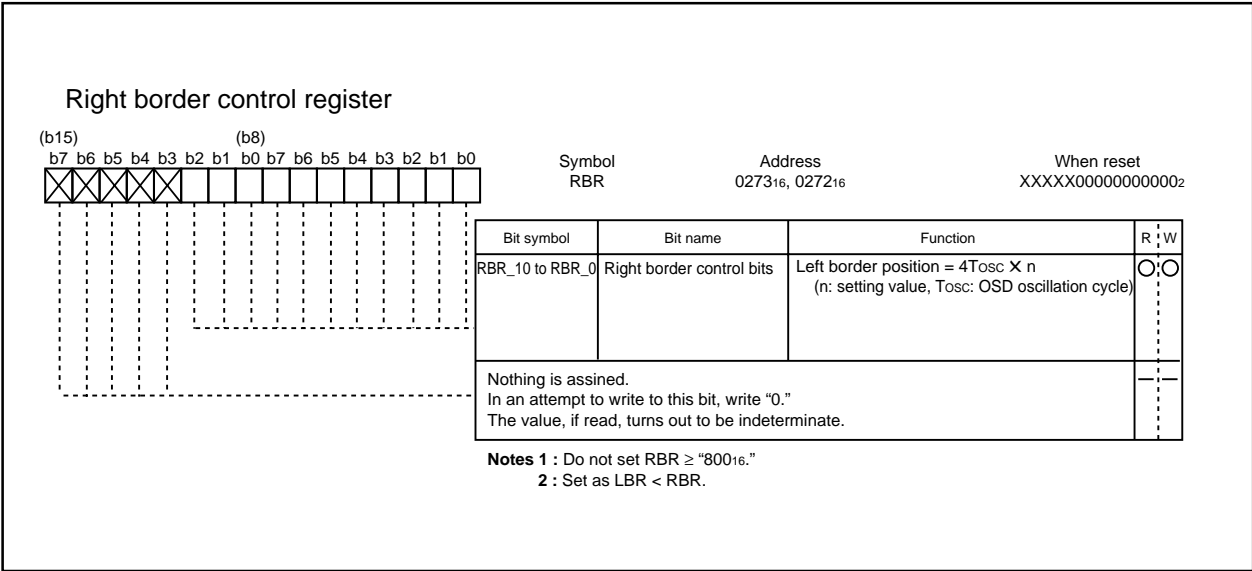 Right border control register
(b15) (b8)
b7 b6 b5 b4 b3 b2 b1 b0 b7 b6 b5 b4 b3 b2 b1 b0
Symbol Address When reset
RBR 027316, 027216 XXXXX000000000002
Bit symbol Bit name Function R W
RBR_10 to RBR_0 Right border control bits Left border position = 4TOSC X n
(n: setting value, TOSC: OSD oscillation cycle)
Nothing is assined.
In an attempt to write to this bit, write “0.”
The value, if read, turns out to be indeterminate.
Notes 1 : Do not set RBR ≥ “80016.”
2 : Set as LBR < RBR.